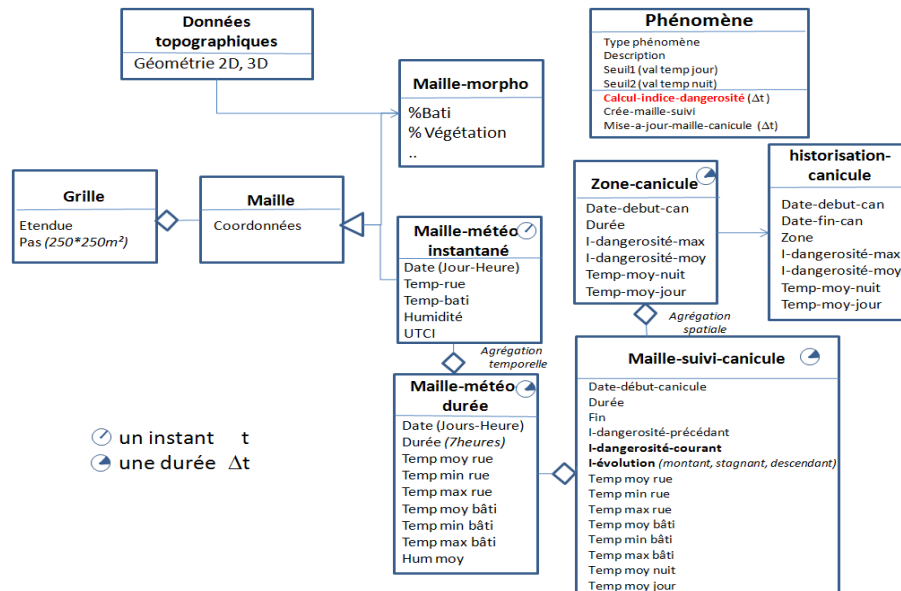 Données
topographiques
Géométrie 2D, 3D
Maille-morpho
%Bati
% Végétation
..
Phénomène
Type phénomène
Description
Seuil1 (val temp jour)
Seuil2 (val temp nuit)
Calcul-indice-dangerosité (Δt)
Crée-maille-suivi
Mise-a-jour-maille-canicule (Δt)
Grille
Etendue
Pas (250*250m²)
Maille
Coordonnées
Maille-météo
instantané
Date (Jour-Heure)
Temp-rue
Temp-bati
Humidité
UTCI
Zone-canicule
Date-debut-can
Durée
I-dangerosité-max
I-dangerosité-moy
Temp-moy-nuit
Temp-moy-jour
historisation-
canicule
Date-debut-can
Date-fin-can
Zone
I-dangerosité-max
I-dangerosité-moy
Temp-moy-nuit
Temp-moy-jour
Agrégation
temporelle
Agrégation
spatiale
Maille-météo
durée
Date (Jours-Heure)
Durée (7heures)
Temp moy rue
Temp min rue
Temp max rue
Temp moy bâti
Temp min bâti
Temp max bâti
Hum moy
Maille-suivi-canicule
Date-début-canicule
Durée
Fin
I-dangerosité-précédant
I-dangerosité-courant
I-évolution (montant, stagnant, descendant)
Temp moy rue
Temp min rue
Temp max rue
Temp moy bâti
Temp min bâti
Temp max bâti
Temp moy nuit
Temp moy jour
un instant t
une durée Δt